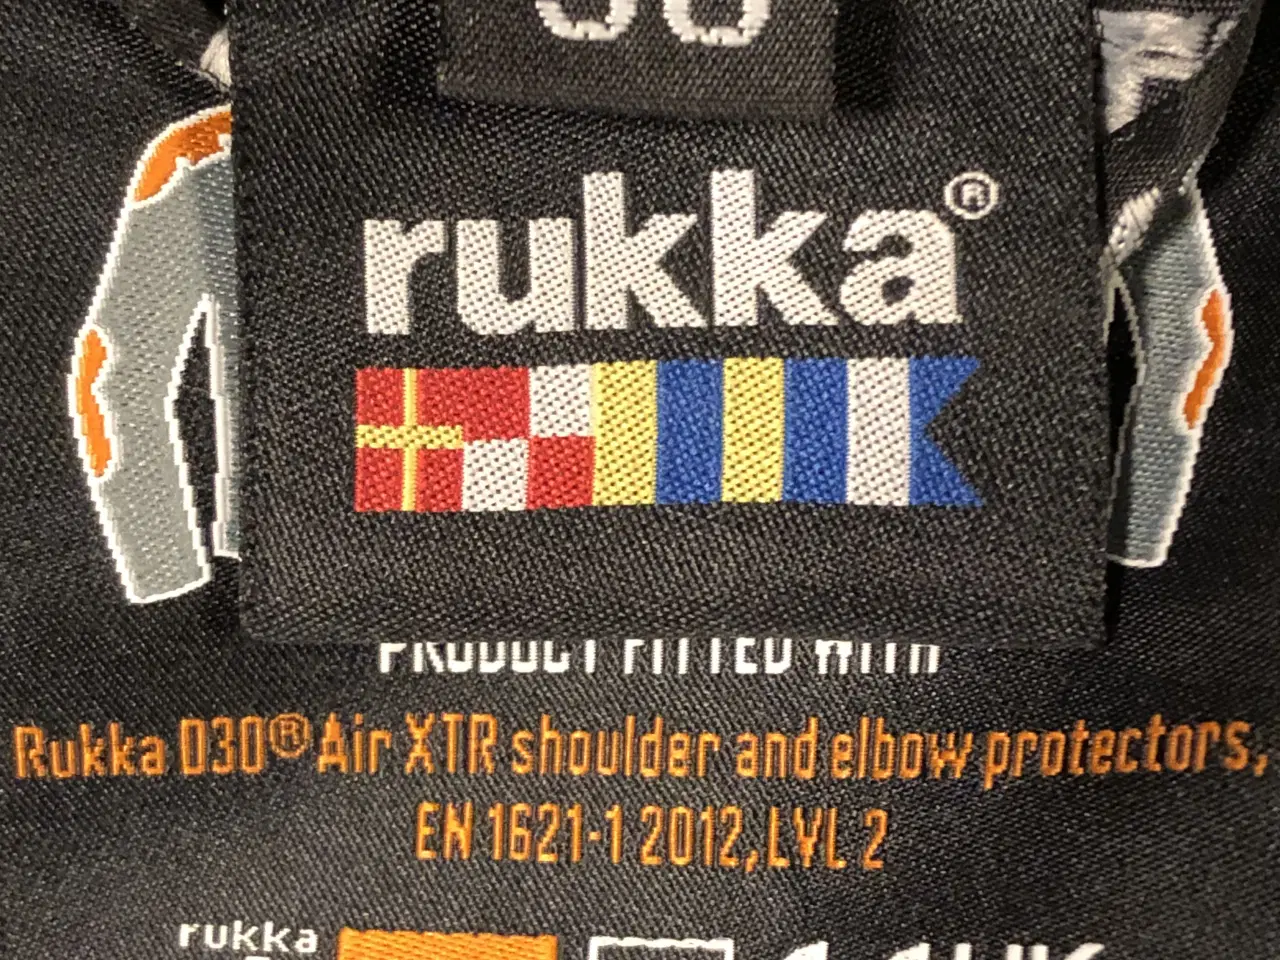 rukka®
PRODUCT FITTED WITH
Rukka D3O® Air XTR shoulder and elbow protectors,
EN 1621-1 2012, LVL 2
rukka